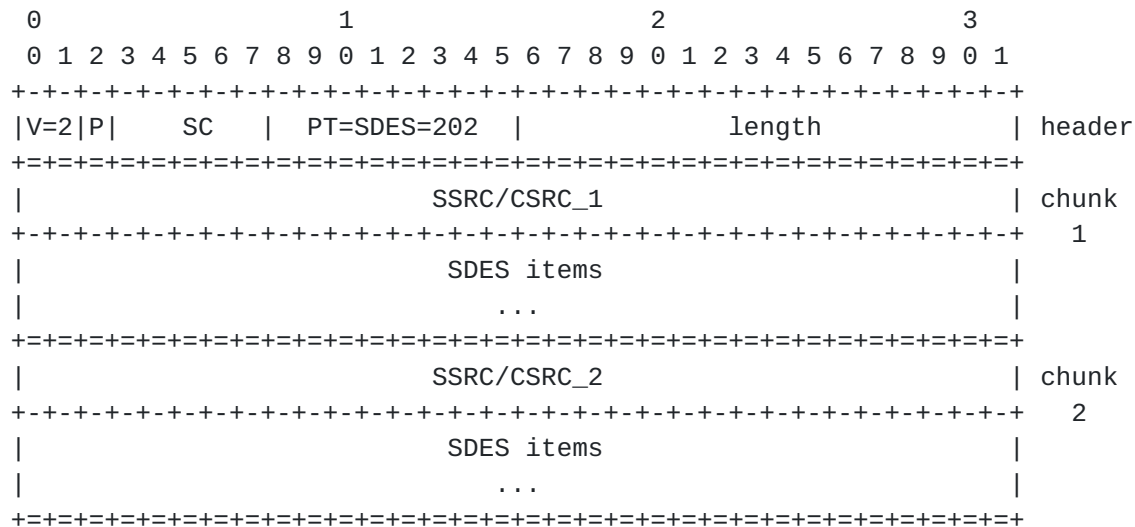 0                   1                   2                   3
 0 1 2 3 4 5 6 7 8 9 0 1 2 3 4 5 6 7 8 9 0 1 2 3 4 5 6 7 8 9 0 1
+-+-+-+-+-+-+-+-+-+-+-+-+-+-+-+-+-+-+-+-+-+-+-+-+-+-+-+-+-+-+-+-+
|V=2|P|    SC   |  PT=SDES=202  |             length            | header
+=+=+=+=+=+=+=+=+=+=+=+=+=+=+=+=+=+=+=+=+=+=+=+=+=+=+=+=+=+=+=+=+
|                          SSRC/CSRC_1                          | chunk
+-+-+-+-+-+-+-+-+-+-+-+-+-+-+-+-+-+-+-+-+-+-+-+-+-+-+-+-+-+-+-+-+   1
|                           SDES items                          |
|                              ...                              |
+=+=+=+=+=+=+=+=+=+=+=+=+=+=+=+=+=+=+=+=+=+=+=+=+=+=+=+=+=+=+=+=+
|                          SSRC/CSRC_2                          | chunk
+-+-+-+-+-+-+-+-+-+-+-+-+-+-+-+-+-+-+-+-+-+-+-+-+-+-+-+-+-+-+-+-+   2
|                           SDES items                          |
|                              ...                              |
+=+=+=+=+=+=+=+=+=+=+=+=+=+=+=+=+=+=+=+=+=+=+=+=+=+=+=+=+=+=+=+=+